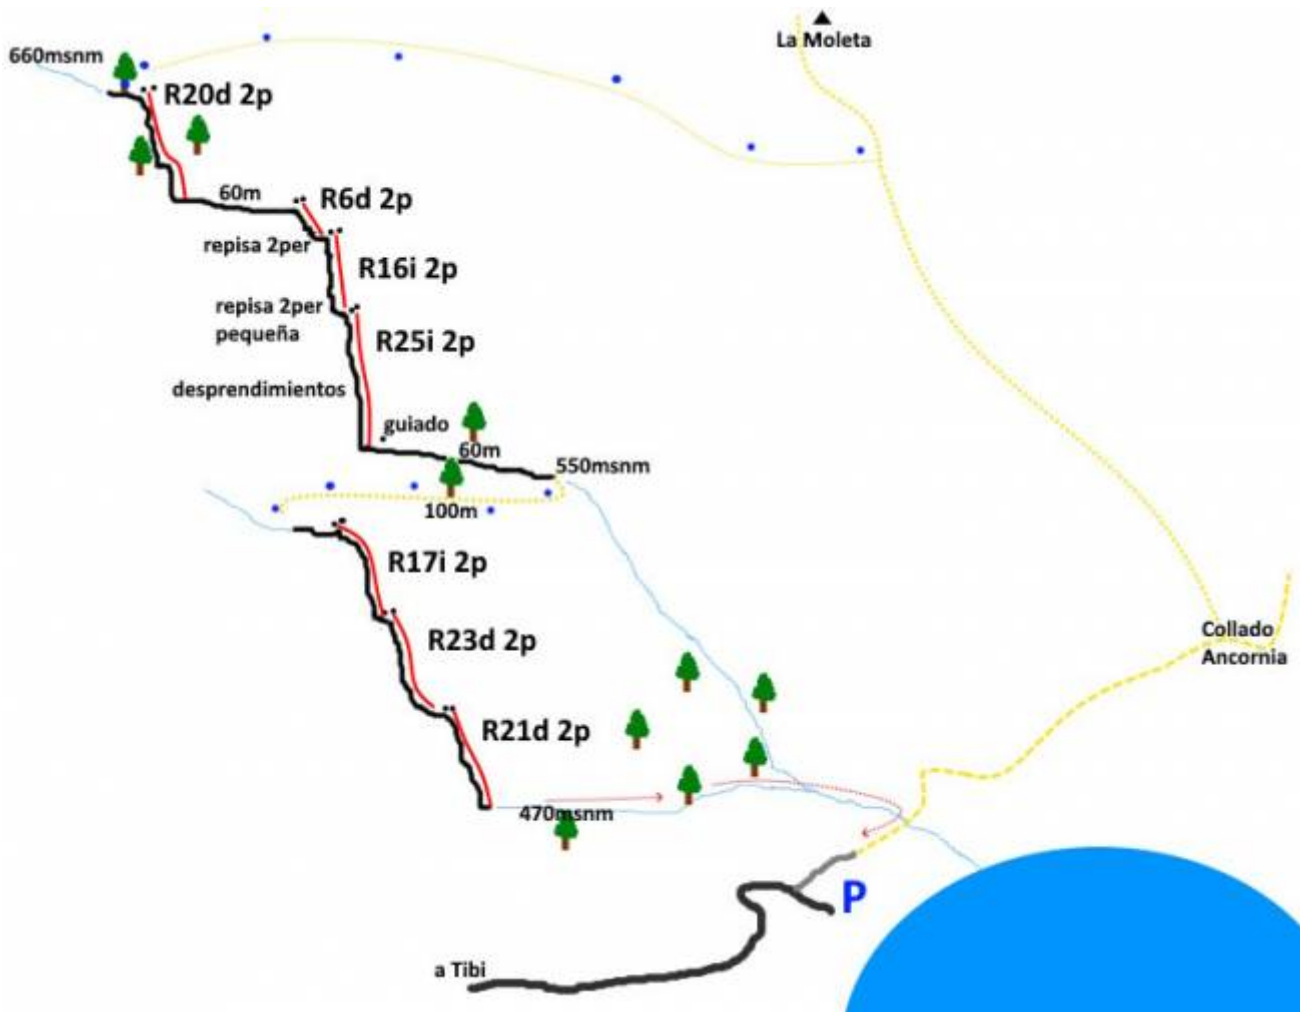 La Moleta
660msnm
R20d 2p
60m
R6d 2p
repisa 2per
R16i 2p
repisa 2per
pequeña
R25i 2p
desprendimientos
guiado
60m
550msnm
100m
R17i 2p
R23d 2p
Collado
Ancornia
R21d 2p
470msnm
P
a Tibi